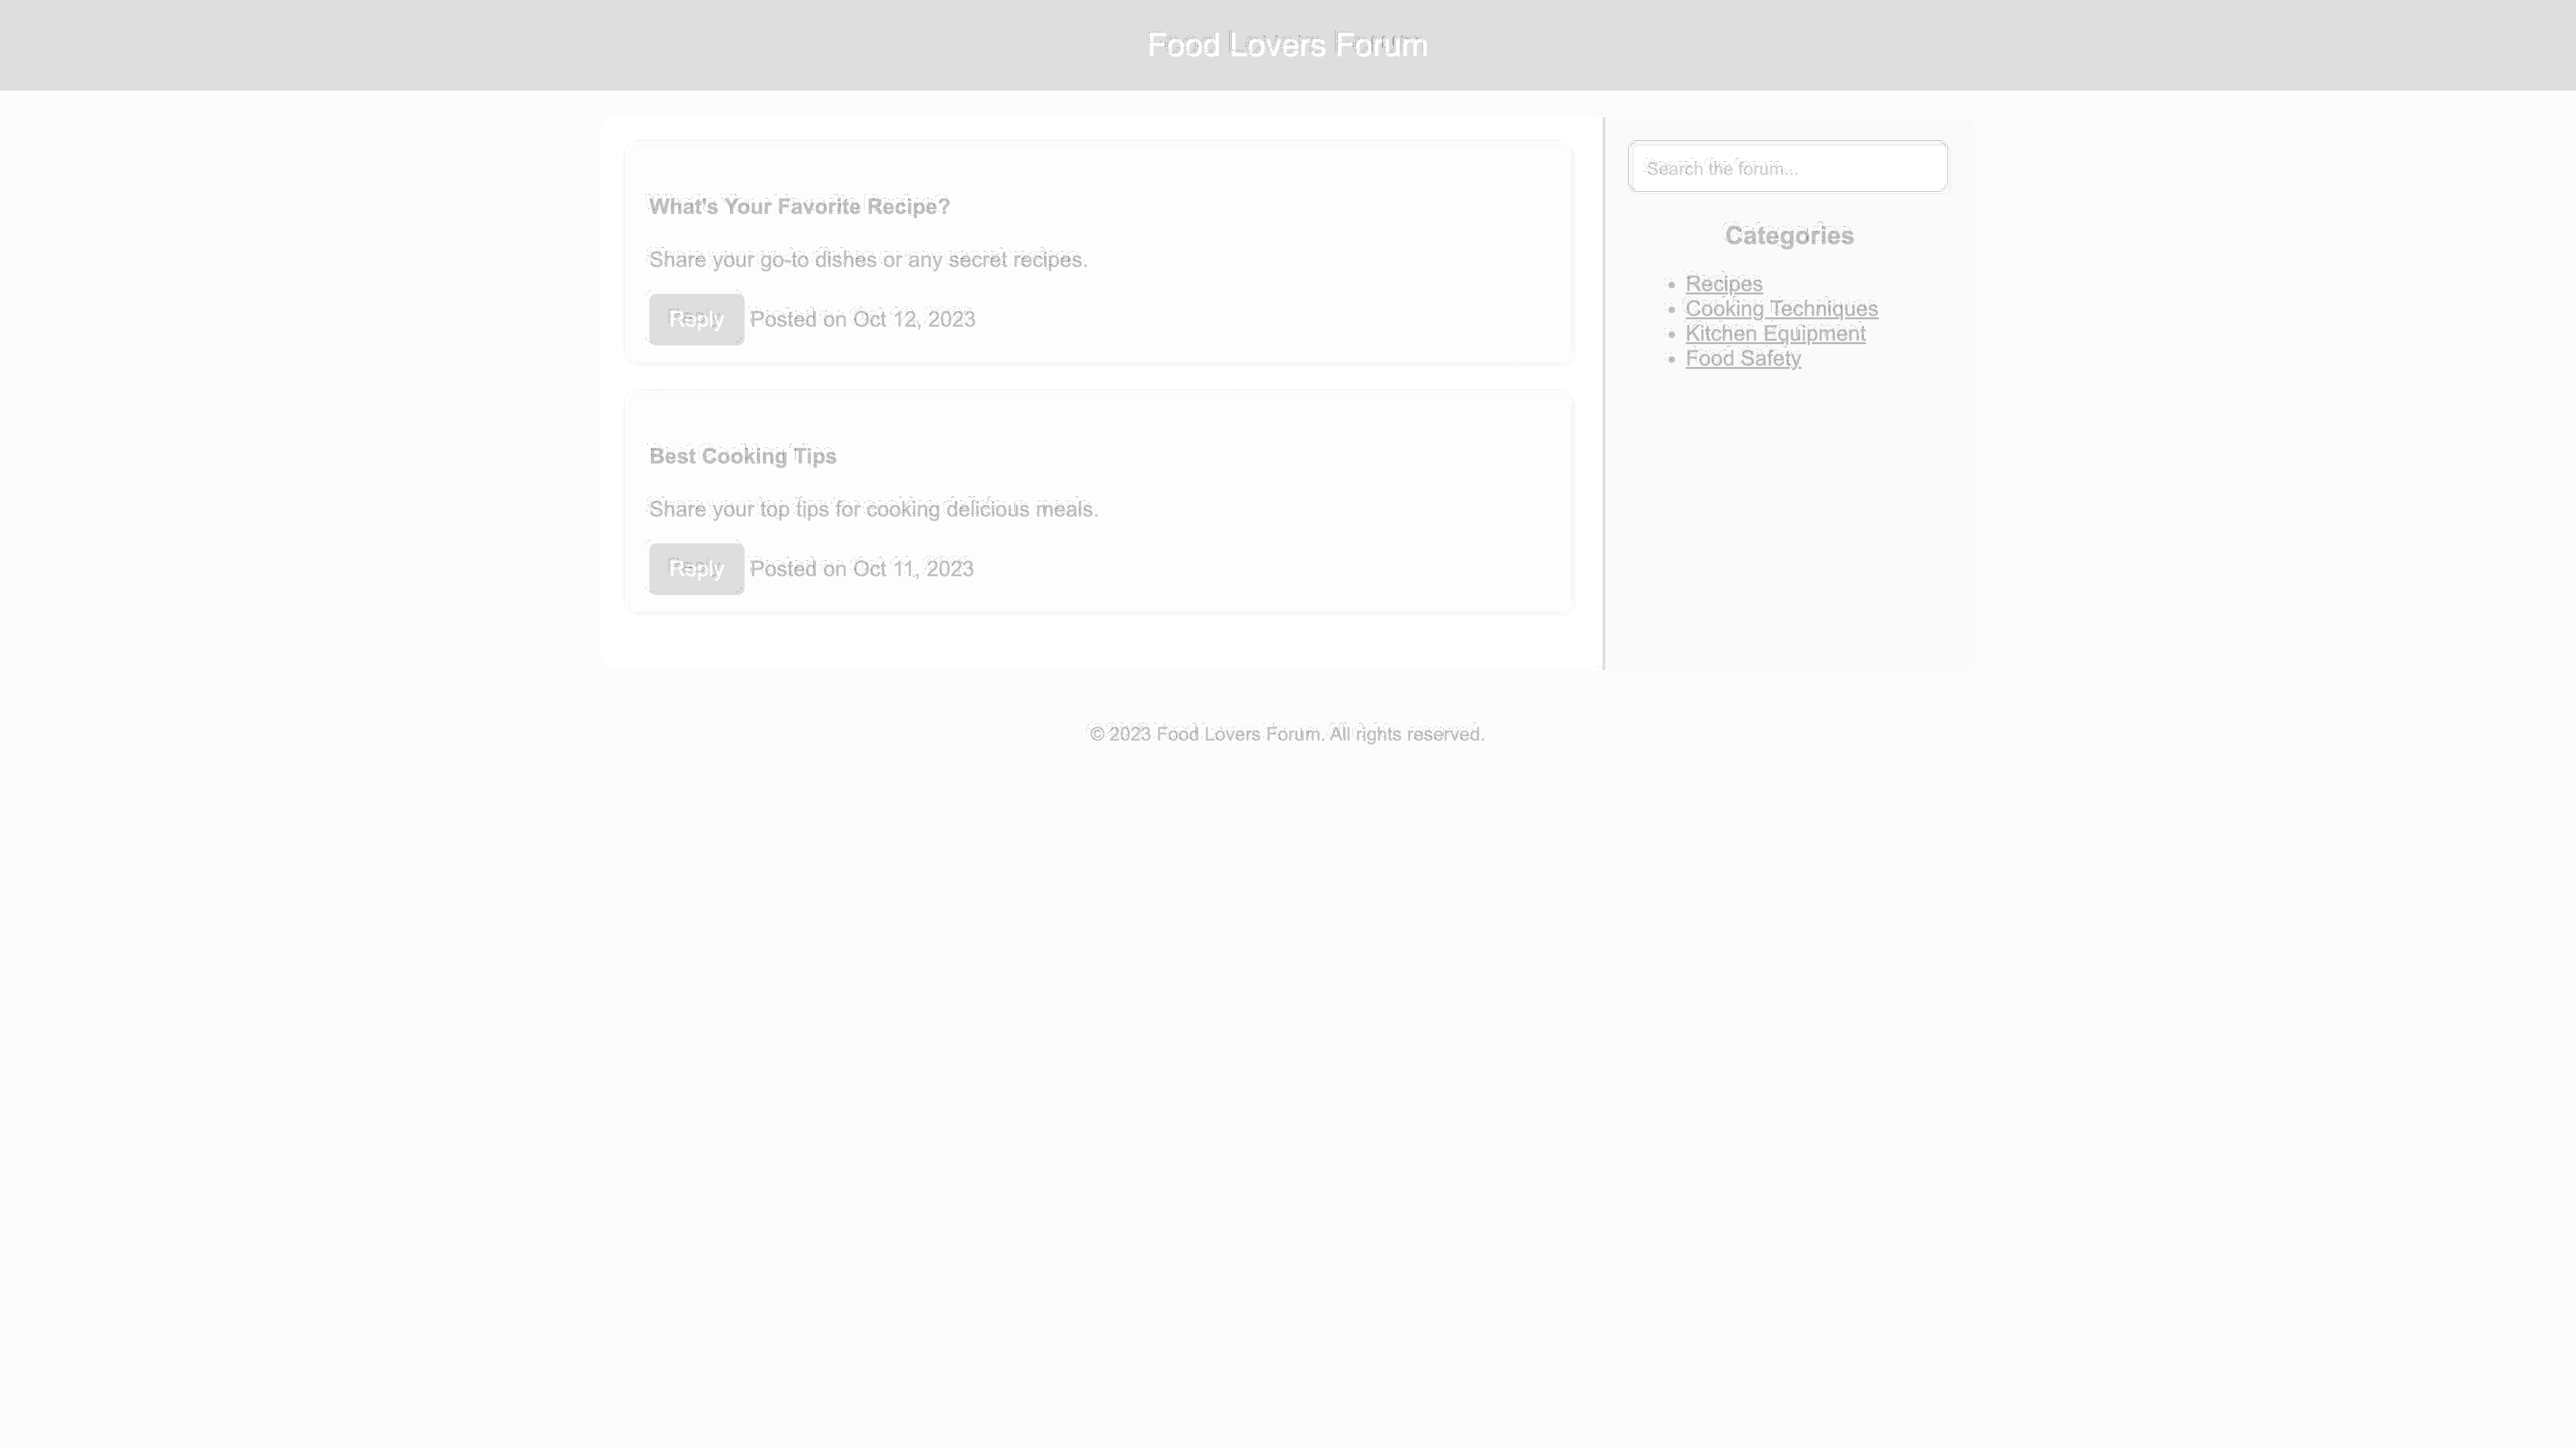 Food Lovers Forum
What's Your Favorite Recipe?
Share your go-to dishes or any secret recipes.
Reply Posted on Oct 12, 2023
Best Cooking Tips
Share your top tips for cooking delicious meals.
Reply Posted on Oct 11, 2023
Search the forum...
Categories
Recipes
Cooking Techniques
Kitchen Equipment
Food Safety
© 2023 Food Lovers Forum. All rights reserved.